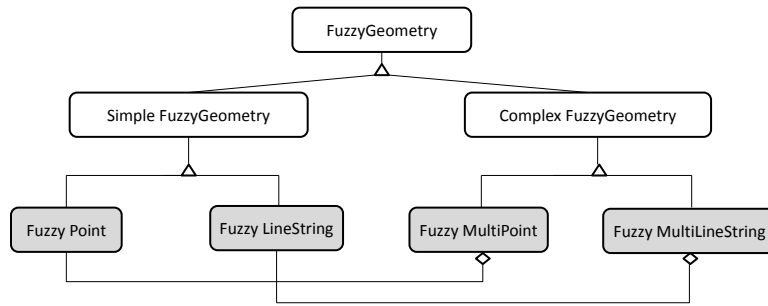 FuzzyGeometry
Simple FuzzyGeometry
Complex FuzzyGeometry
Fuzzy Point
Fuzzy LineString
Fuzzy MultiPoint
Fuzzy MultiLineString